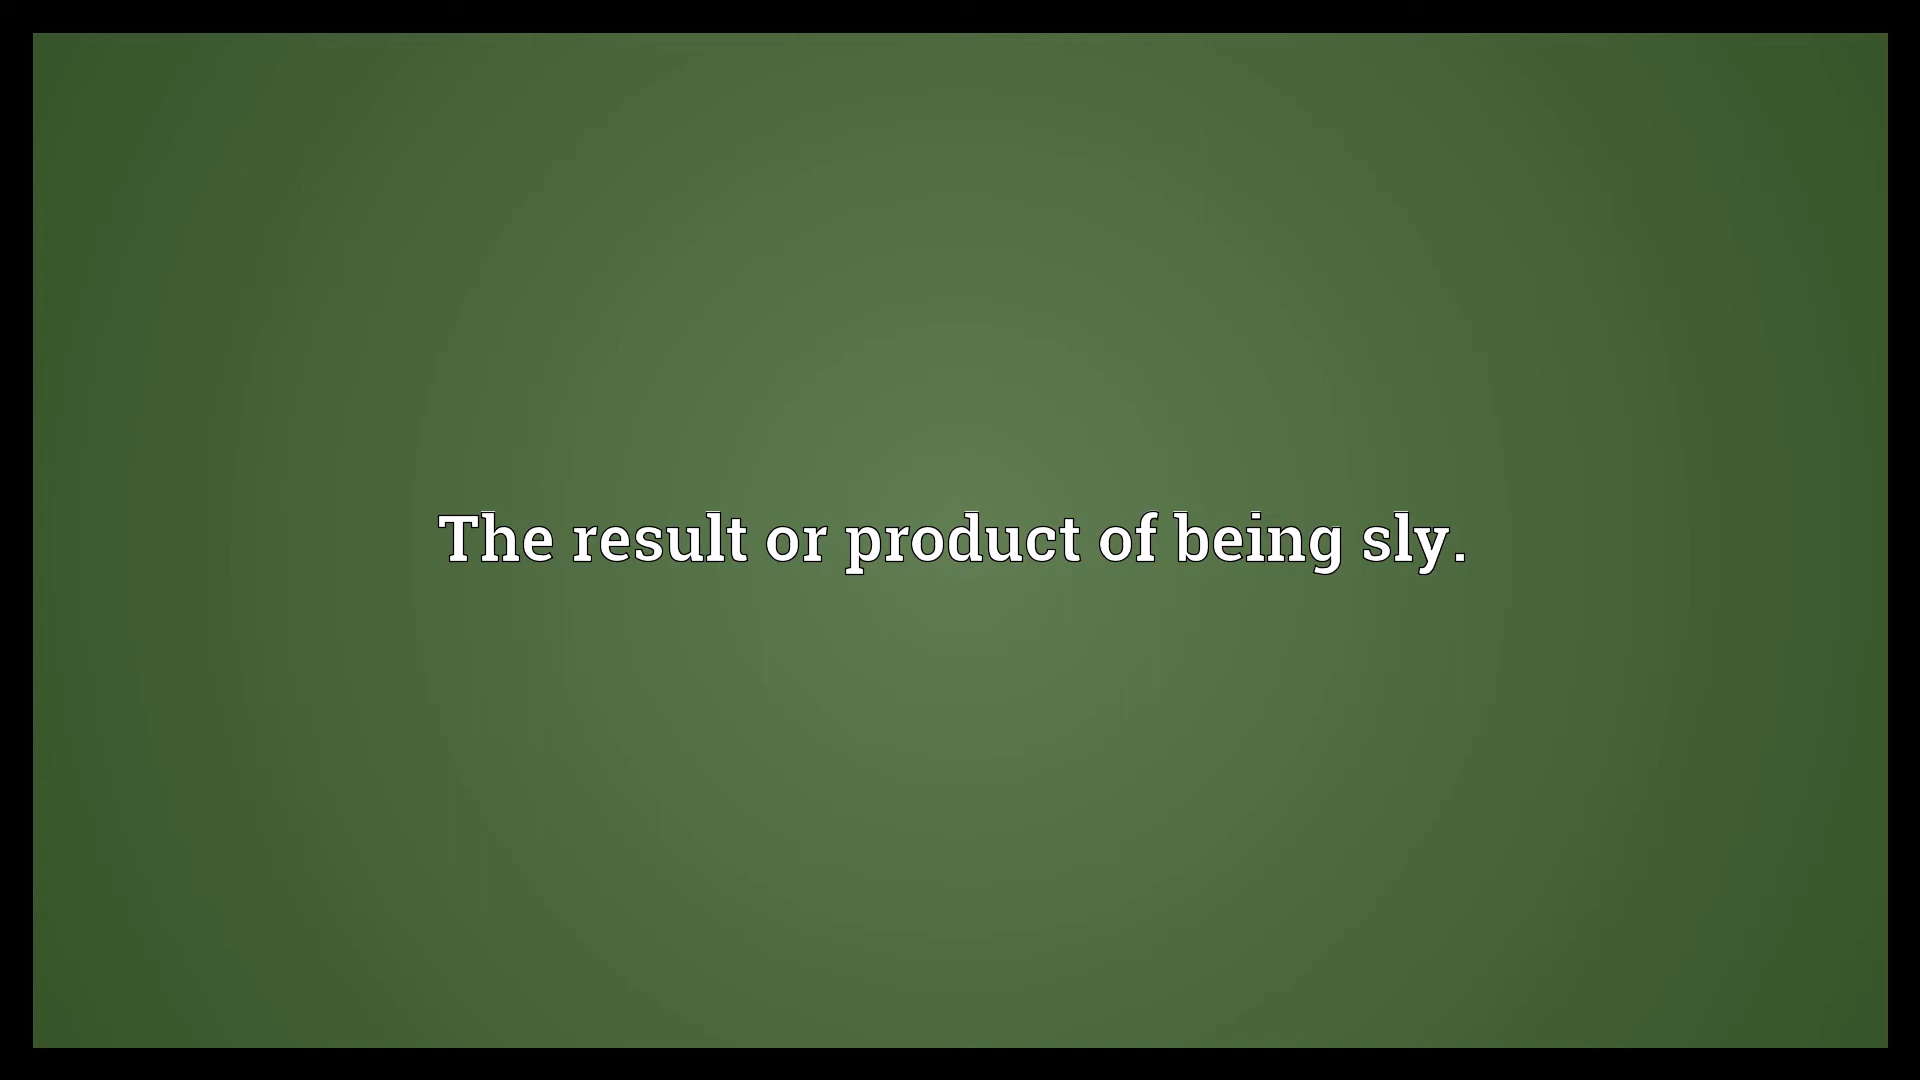 The result or product of being sly.